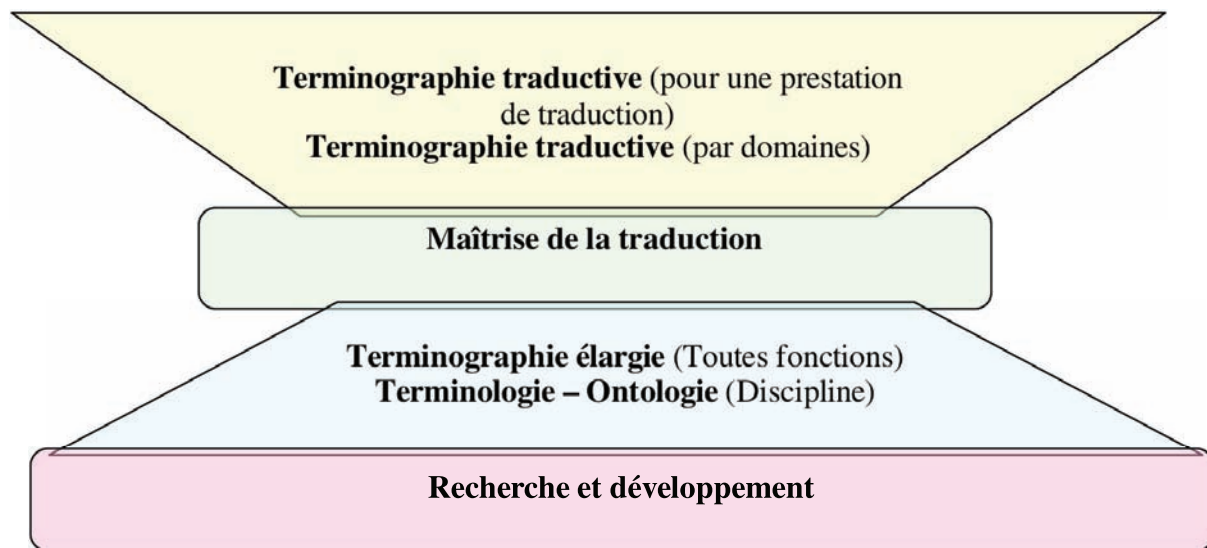 Terminographie traductive (pour une prestation
de traduction)
Terminographie traductive (par domaines)
Maîtrise de la traduction
Terminographie élargie (Toutes fonctions)
Terminologie – Ontologie (Discipline)
Recherche et développement